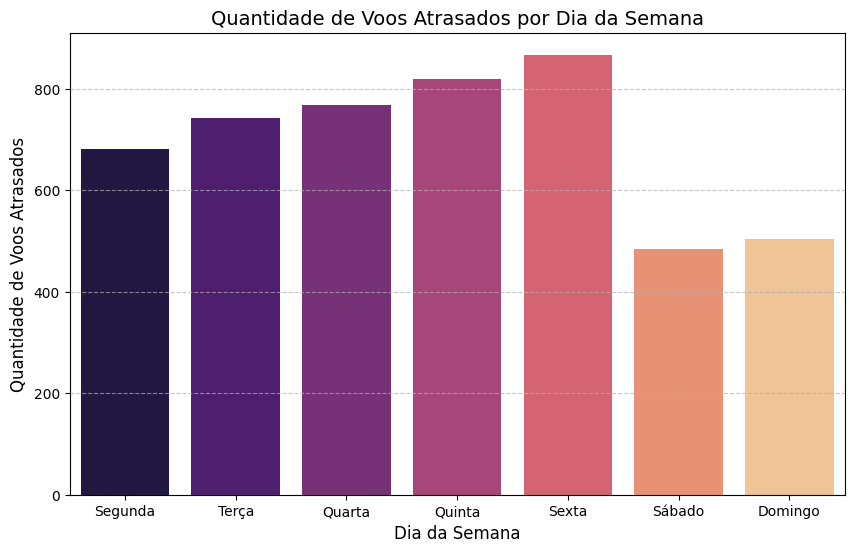 Quantidade de Voos Atrasados por Dia da Semana
Quantidade de Voos Atrasados
800
600
400
200
0
Segunda Terça Quarta Quinta Sexta Sábado Domingo
Dia da Semana